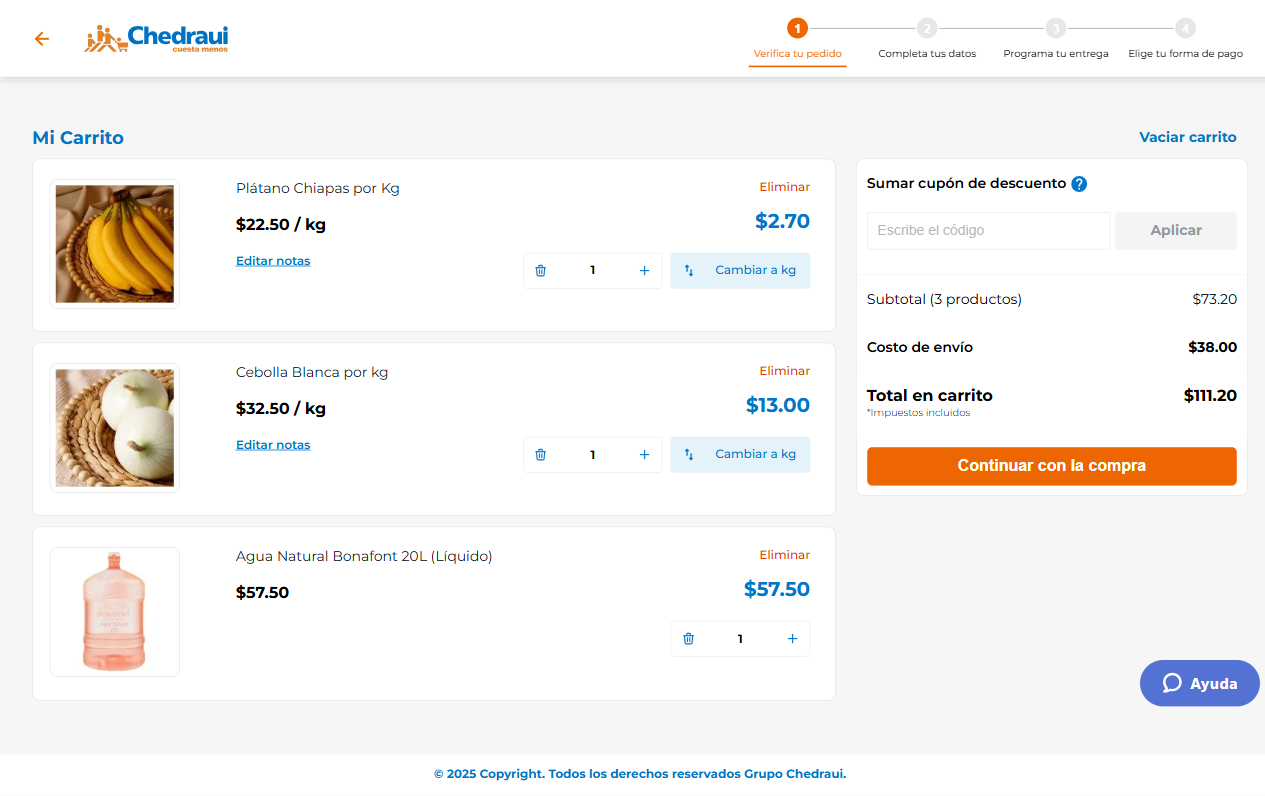 Chedraui
cuesta menos
1
2
3
4
Verifica tu pedido
Completa tus datos
Programa tu entrega
Elige tu forma de pago
Mi Carrito
Vaciar carrito
Plátano Chiapas por Kg
Eliminar
$22.50 / kg
$2.70
Editar notas
1
+
Cambiar a kg
Cebolla Blanca por kg
Eliminar
$32.50 / kg
$13.00
Editar notas
1
+
Cambiar a kg
Agua Natural Bonafont 20L (Líquido)
Eliminar
$57.50
$57.50
BONAFONT
1
+
Sumar cupón de descuento ?
Escribe el código
Aplicar
Subtotal (3 productos)
$73.20
Costo de envío
$38.00
Total en carrito
$111.20
*Impuestos incluidos
Continuar con la compra
Ayuda
© 2025 Copyright. Todos los derechos reservados Grupo Chedraui.